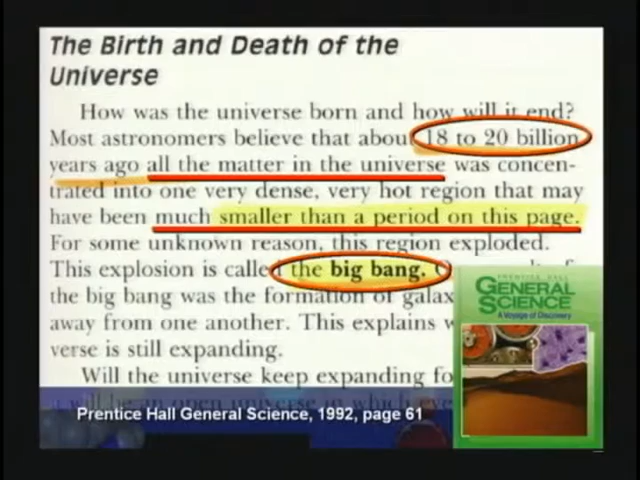 The Birth and Death of the
Universe
How was the universe born and how will it end?
Most astronomers believe that about 18 to 20 billion
years ago all the matter in the universe was concen-
trated into one very dense, very hot region that may
have been much smaller than a period on this page.
For some unknown reason, this region exploded.
This explosion is called the big bang.
the big bang was the formation of galax
away from one another. This explains w
verse is still expanding.
Will the universe keep expanding fo
Prentice Hall General Science, 1992, page 61
PRENTICE HALL
GENERAL
SCIENCE
A Voyage of Discovery